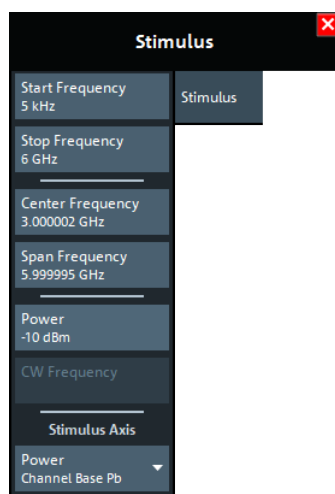 Stimulus
Start Frequency
5 kHz
Stimulus
Stop Frequency
6 GHz
Center Frequency
3.000002 GHz
Span Frequency
5.999995 GHz
Power
-10 dBm
CW Frequency
Stimulus Axis
Power
Channel Base Pb